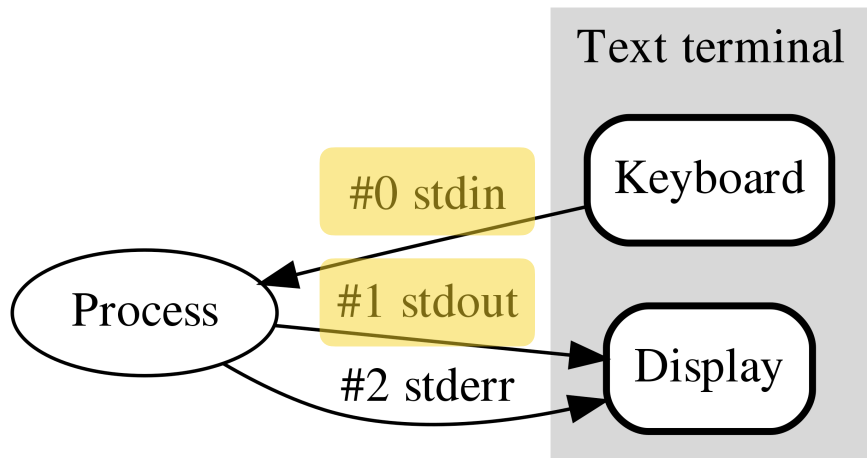 Text terminal
#0 stdin
Keyboard
Process
#1 stdout
Display
#2 stderr